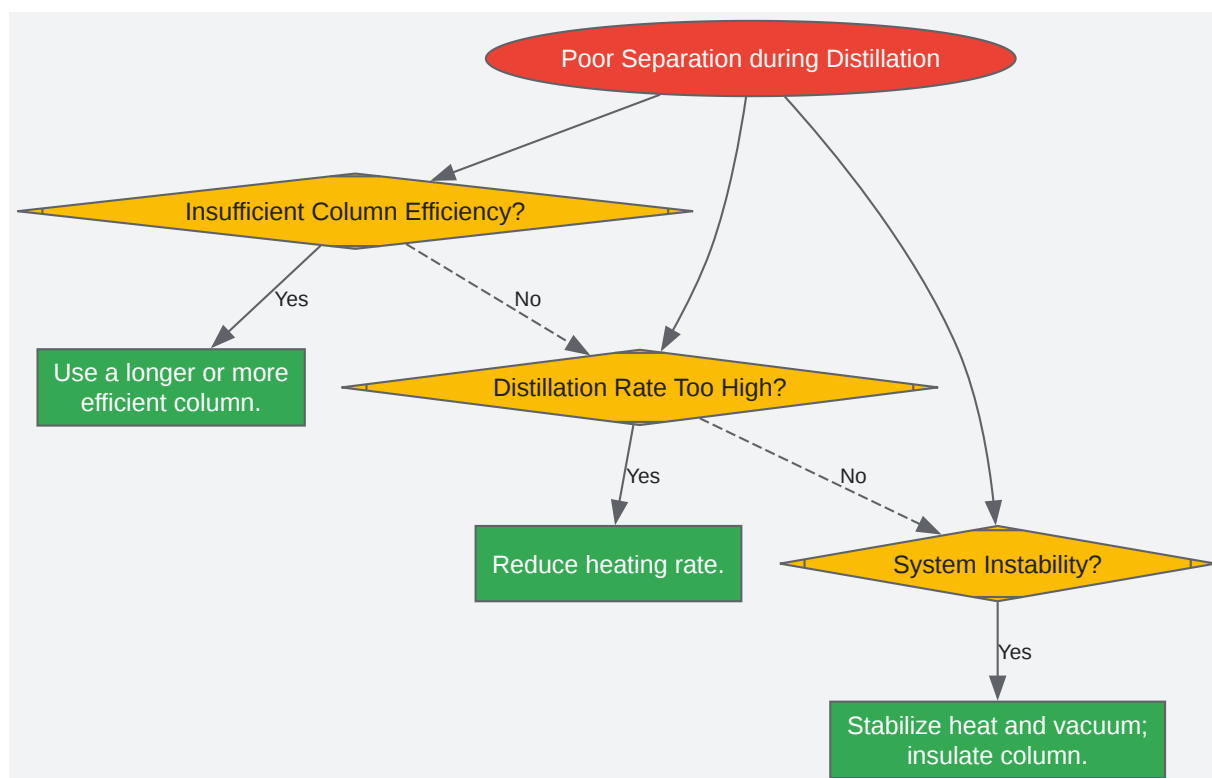 Poor Separation during Distillation
Insufficient Column Efficiency?
Yes
No
Use a longer or more
efficient column.
Distillation Rate Too High?
Yes
No
Reduce heating rate.
System Instability?
Yes
Stabilize heat and vacuum;
insulate column.